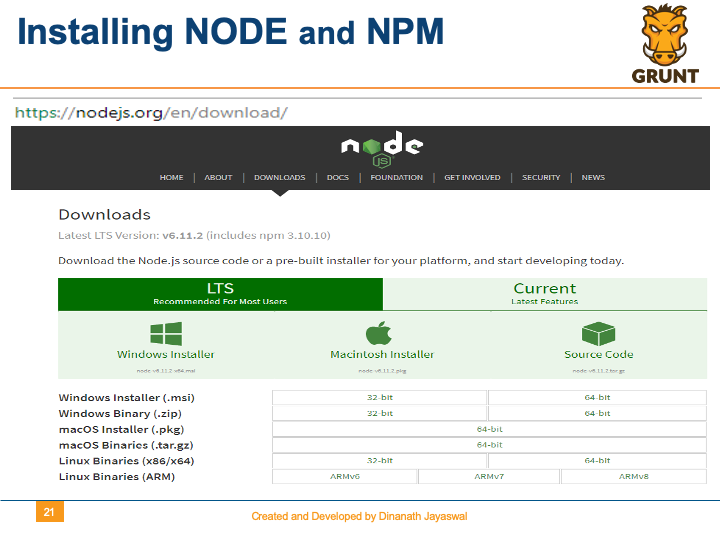 Installing NODE and NPM
GRUNT
https://nodejs.org/en/download/
node
JS
HOME | ABOUT | DOWNLOADS | DOCS | FOUNDATION | GET INVOLVED | SECURITY | NEWS
Downloads
Latest LTS Version: v6.11.2 (includes npm 3.10.10)
Download the Node.js source code or a pre-built installer for your platform, and start developing today.
LTS Current
Recommended For Most Users Latest Features
Windows Installer Macintosh Installer Source Code
node-v6.11.2-x64.msi node-v6.11.2.pkg node-v6.11.2.tar.gz
Windows Installer (.msi) 32-bit 64-bit
Windows Binary (.zip) 32-bit 64-bit
macOS Installer (.pkg) 64-bit
macOS Binaries (.tar.gz) 64-bit
Linux Binaries (x86/x64) 32-bit 64-bit
Linux Binaries (ARM) ARMv6 ARMv7 ARMv8
21 Created and Developed by Dinanath Jayaswal